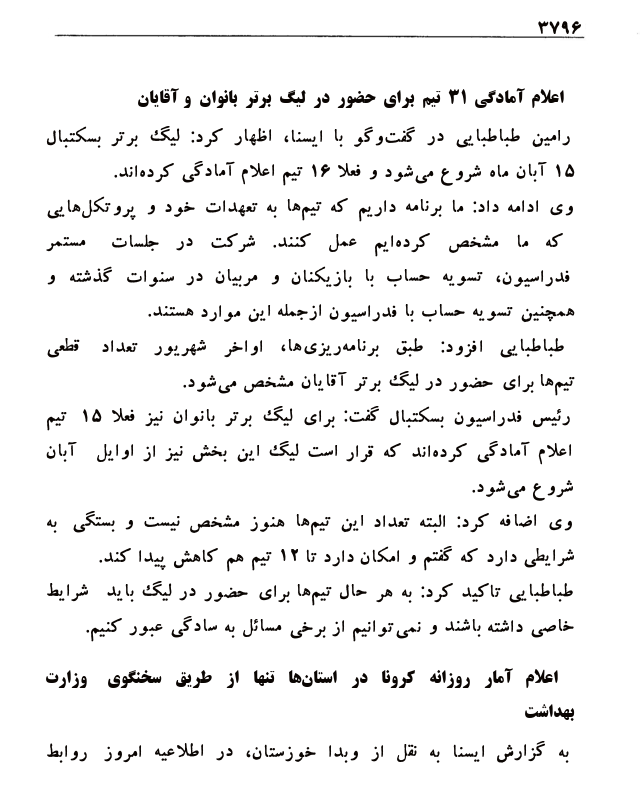 ۳۷۹۶
اعلام آمادگی ۳۱ تیم برای حضور در لیگ برتر بانوان و آقایان
رامین طباطبایی در گفت‌وگو با ایسنا، اظهار کرد: لیگ برتر بسکتبال
۱۵ آبان ماه شروع می‌شود و فعلا ۱۶ تیم اعلام آمادگی کرده‌اند.
وی ادامه داد: ما برنامه داریم که تیم‌ها به تعهدات خود و پروتکل‌هایی
که ما مشخص کرده‌ایم عمل کنند. شرکت در جلسات مستمر
فدراسیون، تسویه حساب با بازیکنان و مربیان در سنوات گذشته و
همچنین تسویه حساب با فدراسیون ازجمله این موارد هستند.
طباطبایی افزود: طبق برنامه‌ریزی‌ها، اواخر شهریور تعداد قطعی
تیم‌ها برای حضور در لیگ برتر آقایان مشخص می‌شود.
رئیس فدراسیون بسکتبال گفت: برای لیگ برتر بانوان نیز فعلا ۱۵ تیم
اعلام آمادگی کرده‌اند که قرار است لیگ این بخش نیز از اوایل آبان
شروع می‌شود.
وی اضافه کرد: البته تعداد این تیم‌ها هنوز مشخص نیست و بستگی به
شرایطی دارد که گفتم و امکان دارد تا ۱۲ تیم هم کاهش پیدا کند.
طباطبایی تاکید کرد: به هر حال تیم‌ها برای حضور در لیگ باید شرایط
خاصی داشته باشند و نمی‌توانیم از برخی مسائل به سادگی عبور کنیم.
اعلام آمار روزانه کرونا در استان‌ها تنها از طریق سخنگوی وزارت
بهداشت
به گزارش ایسنا به نقل از وبدا خوزستان، در اطلاعیه امروز روابط